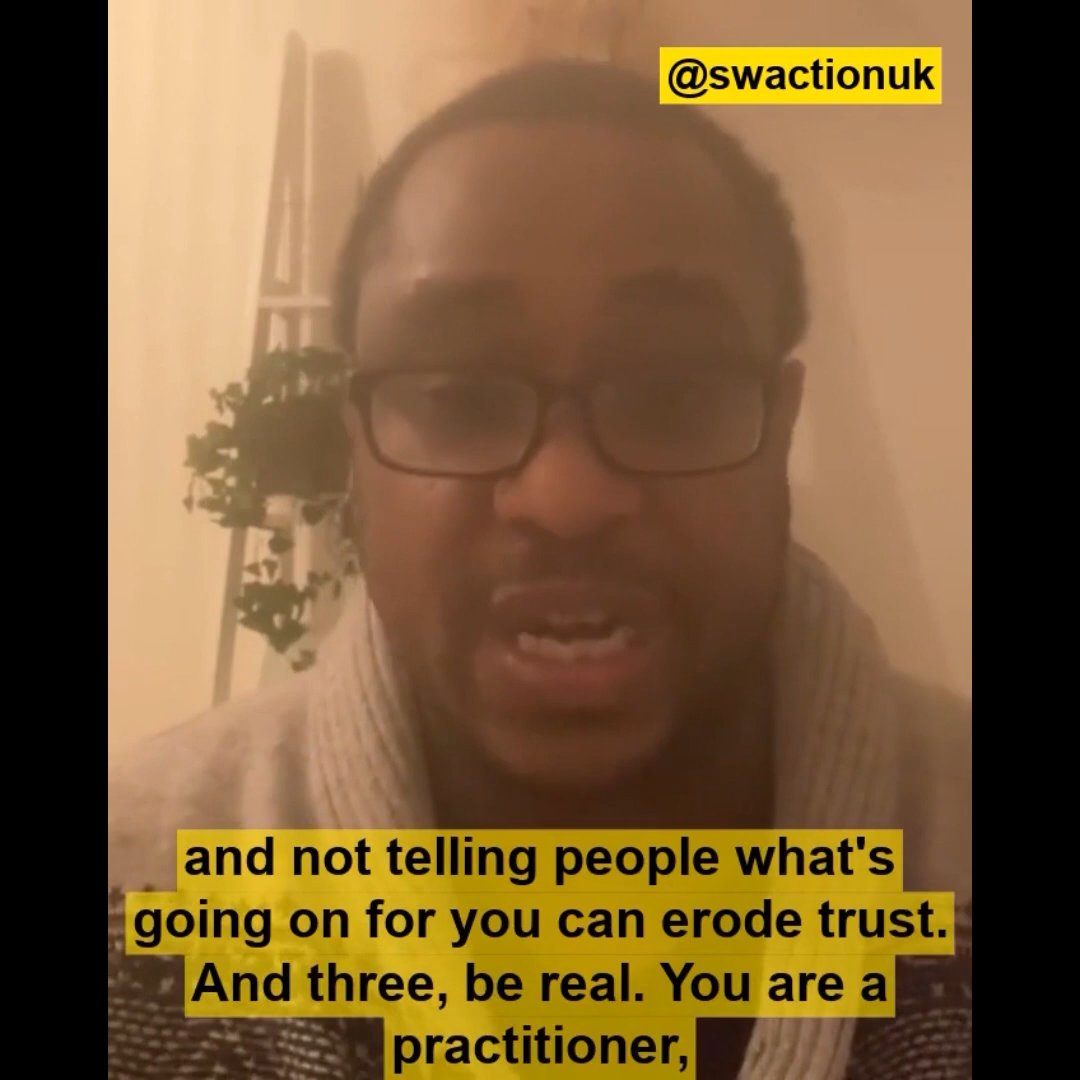 @swactionuk
and not telling people what's
going on for you can erode trust.
And three, be real. You are a
practitioner,